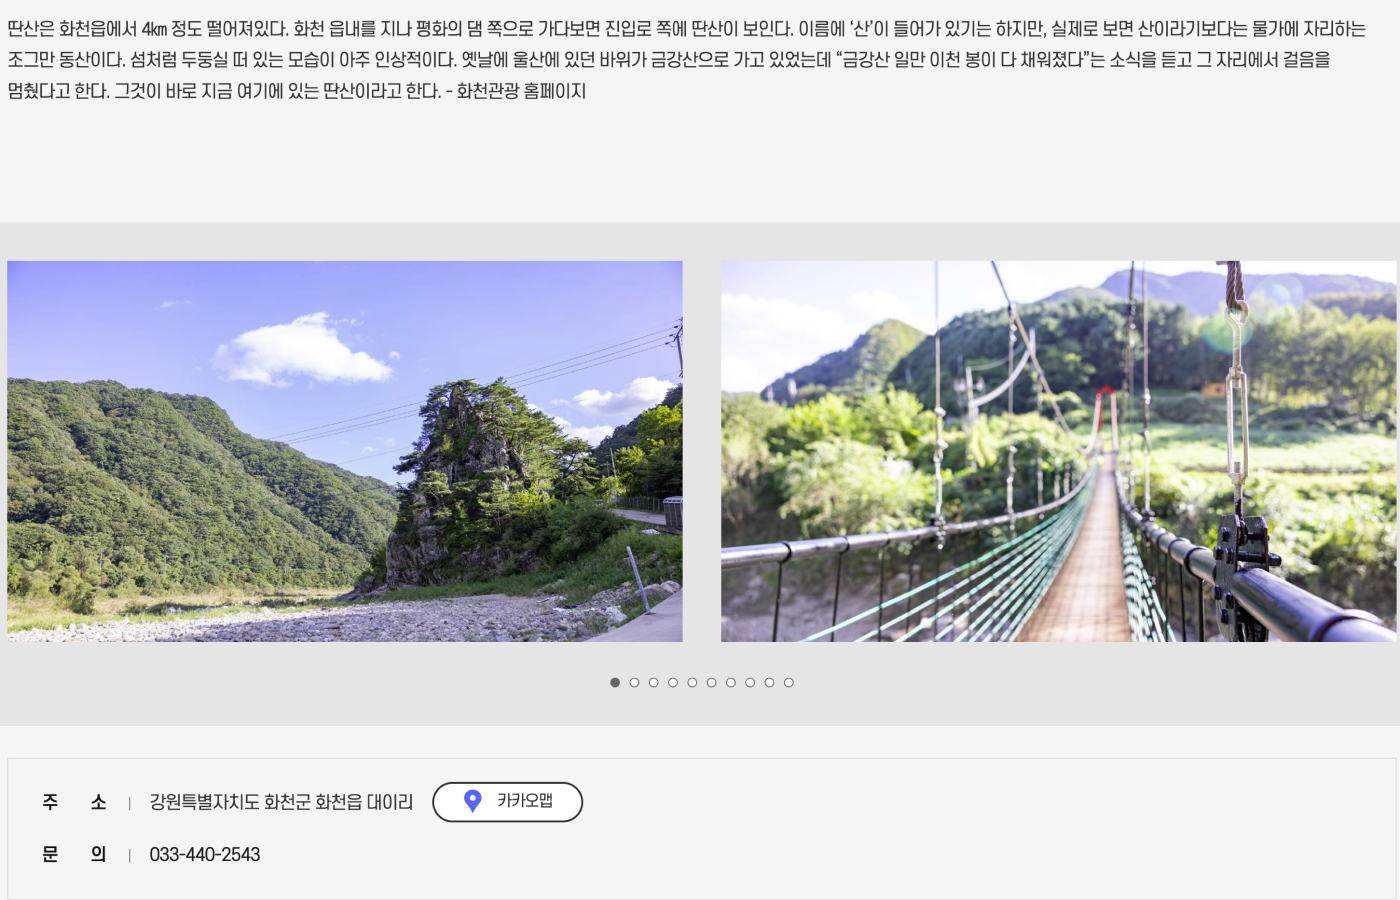 딴산은 화천읍에서 4㎞ 정도 떨어져있다. 화천 읍내를 지나 평화의 댐 쪽으로 가다보면 진입로 쪽에 딴산이 보인다. 이름에 ‘산’이 들어가 있기는 하지만, 실제로 보면 산이라기보다는 물가에 자리하는
조그만 동산이다. 섬처럼 두둥실 떠 있는 모습이 아주 인상적이다. 옛날에 울산에 있던 바위가 금강산으로 가고 있었는데 “금강산 일만 이천 봉이 다 채워졌다”는 소식을 듣고 그 자리에서 걸음을
멈췄다고 한다. 그것이 바로 지금 여기에 있는 딴산이라고 한다. - 화천관광 홈페이지
주 소 | 강원특별자치도 화천군 화천읍 대이리 카카오맵
문 의 | 033-440-2543